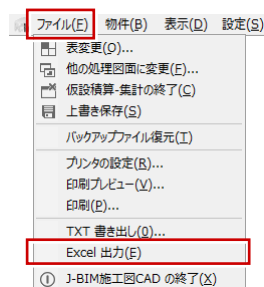 ファイル(F) 物件(B) 表示(D) 設定(S)
表変更(O)...
他の処理図面に変更(F)...
仮設積算-集計の終了(C)
上書き保存(S)
バックアップファイル復元(T)
プリンタの設定(R)...
印刷プレビュー(V)...
印刷(P)...
TXT 書き出し(0)...
Excel 出力(E)
J-BIM施工図CAD の終了(X)